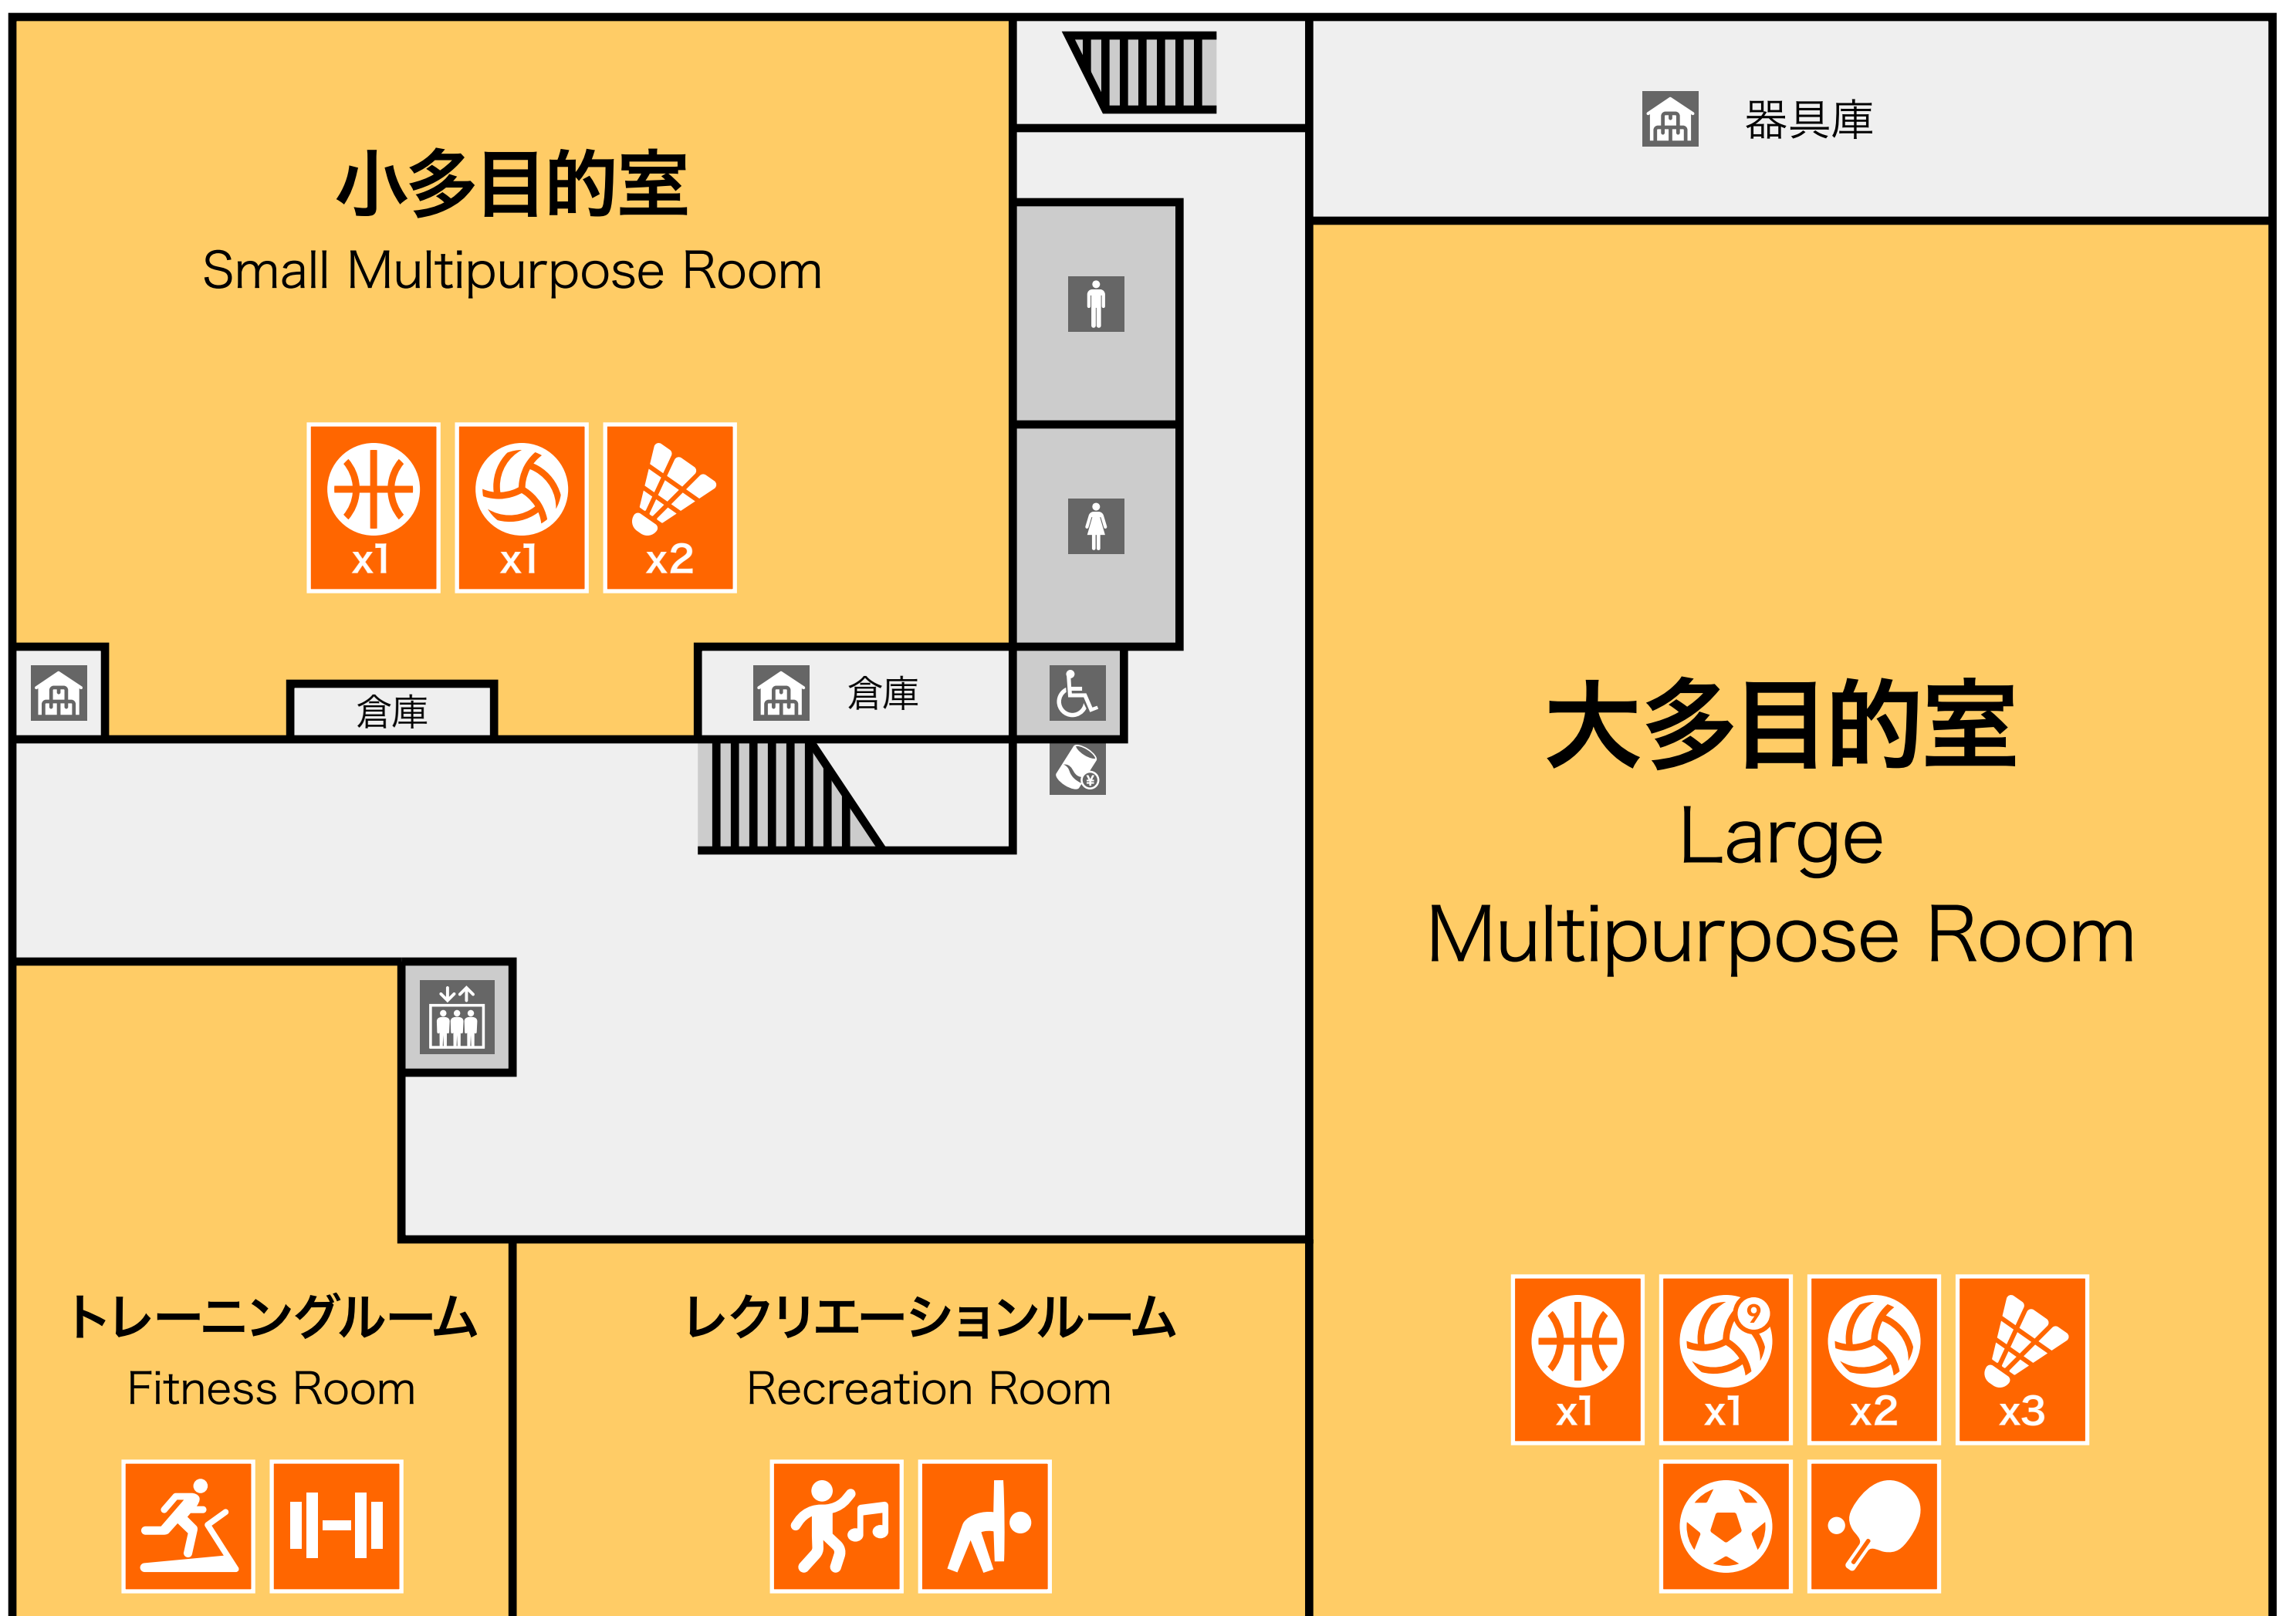 小多目的室
Small Multipurpose Room
x1
x1
x2
器具庫
倉庫
倉庫
¥
大多目的室
Large
Multipurpose Room
トレーニングルーム
Fitness Room
レクリエーションルーム
Recreation Room
9
x1
x1
x2
x3